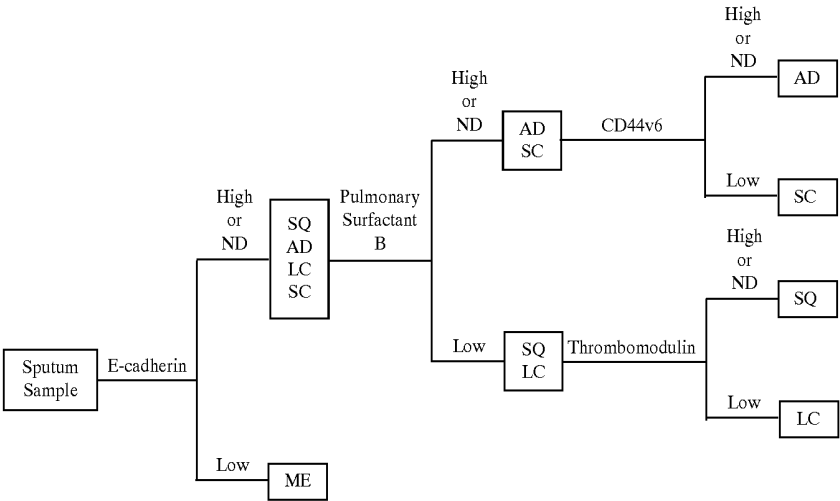 Sputum
Sample
E-cadherin
High
or
ND
SQ
AD
LC
SC
Low
ME
Pulmonary
Surfactant
B
High
or
ND
AD
SC
CD44v6
High
or
ND
AD
Low
SC
Low
SQ
LC
Thrombomodulin
High
or
ND
SQ
Low
LC